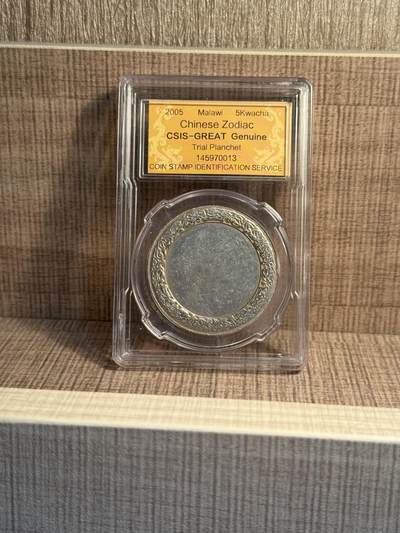 2005 Malawi 5Kwacha
Chinese Zodiac
CSIS-GREAT Genuine
Trial Planchet
145970013
COIN STAMP IDENTIFICATION SERVICE